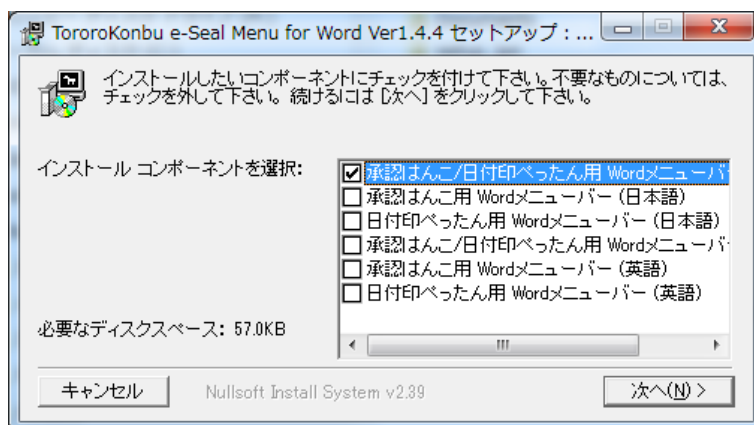 TororoKonbu e-Seal Menu for Word Ver1.4.4 セットアップ : ...
インストールしたいコンポーネントにチェックを付けて下さい。不要なものについては、
チェックを外して下さい。続けるには [次へ] をクリックして下さい。
インストール コンポーネントを選択:
承認はんこ/日付印ぺったん用 Wordメニューバ
承認はんこ用 Wordメニューバー (日本語)
日付印ぺったん用 Wordメニューバー (日本語)
承認はんこ/日付印ぺったん用 Wordメニューバ
承認はんこ用 Wordメニューバー (英語)
日付印ぺったん用 Wordメニューバー (英語)
必要なディスクスペース: 57.0KB
キャンセル
Nullsoft Install System v2.39
次へ(N) >